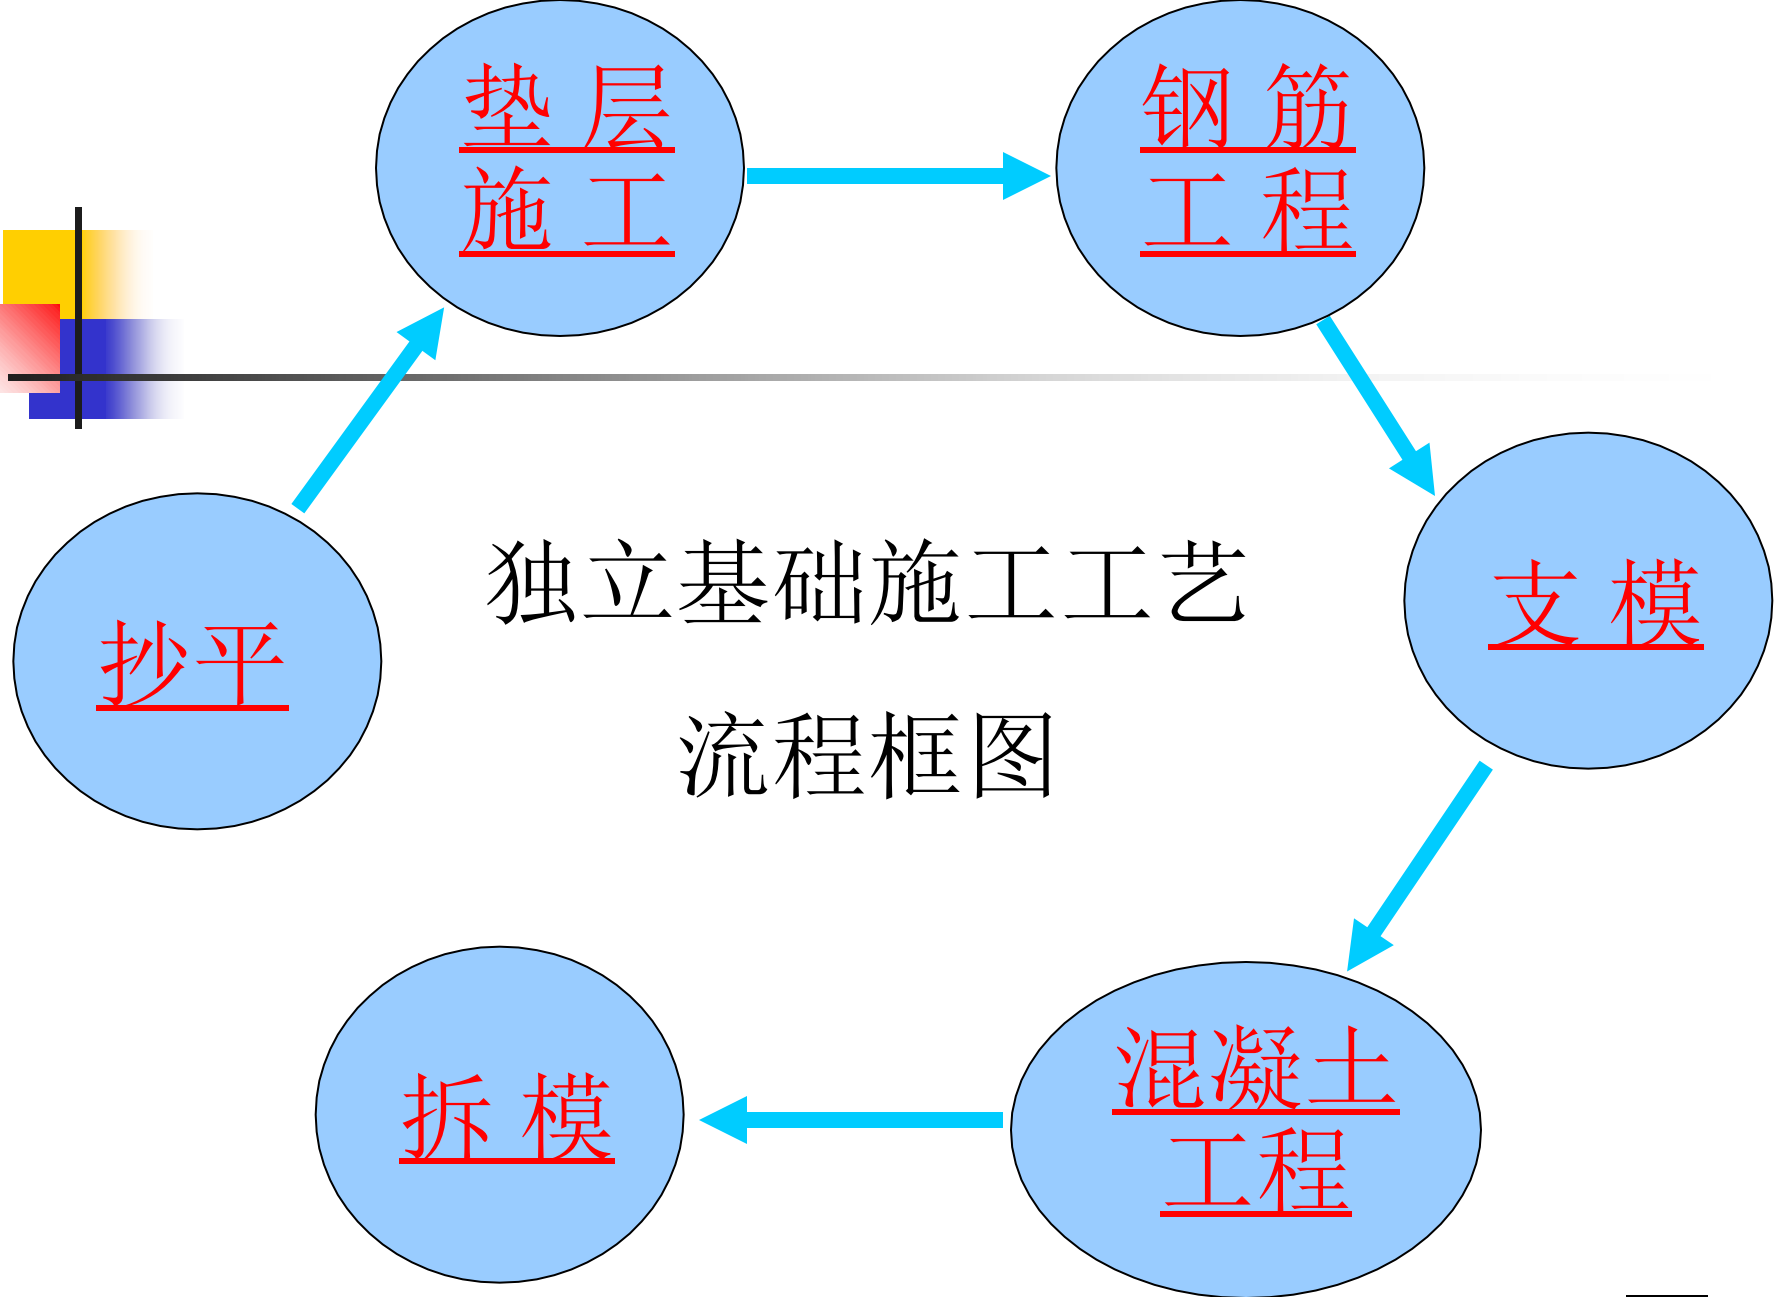 垫 层
施 工
钢 筋
工 程
独立基础施工工艺
流程框图
抄平
支 模
拆 模
混凝土
工程